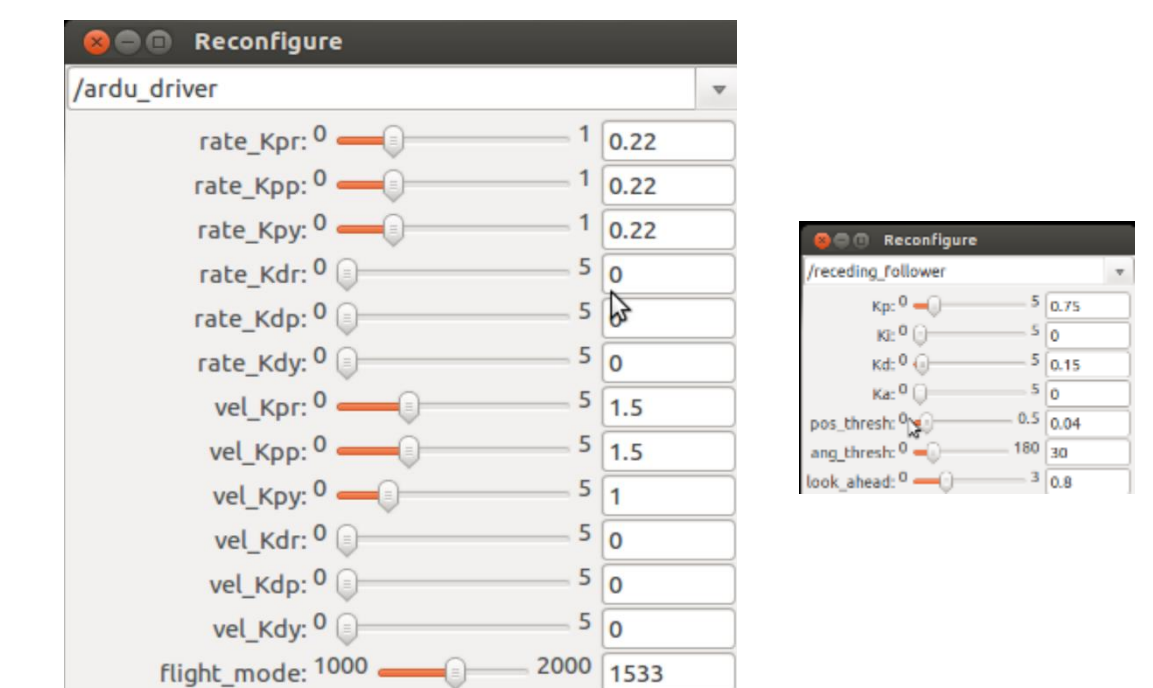 Reconfigure
/ardu_driver
rate_Kpr: 0 1 0.22
rate_Kpp: 0 1 0.22
rate_Kpy: 0 1 0.22
rate_Kdr: 0 5 0
rate_Kdp: 0 5 0
rate_Kdy: 0 5 0
vel_Kpr: 0 5 1.5
vel_Kpp: 0 5 1.5
vel_Kpy: 0 5 1
vel_Kdr: 0 5 0
vel_Kdp: 0 5 0
vel_Kdy: 0 5 0
flight_mode: 1000 2000 1533
Reconfigure
/receding_follower
Kp: 0 5 0.75
Ki: 0 5 0
Kd: 0 5 0.15
Ka: 0 5 0
pos_thresh: 0 0.5 0.04
ang_thresh: 0 180 30
look_ahead: 0 3 0.8